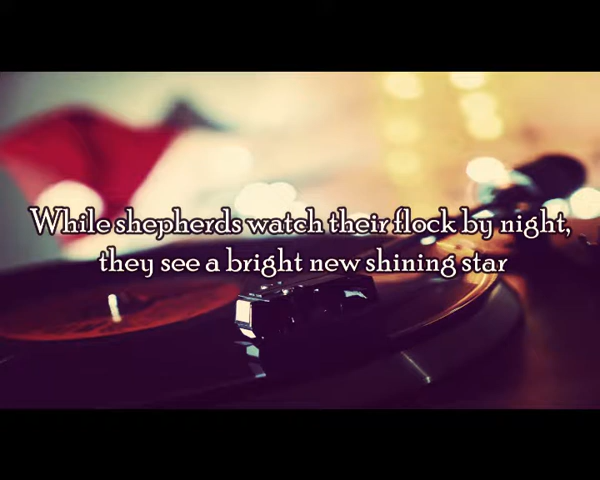 While shepherds watch their flock by night,
they see a bright new shining star